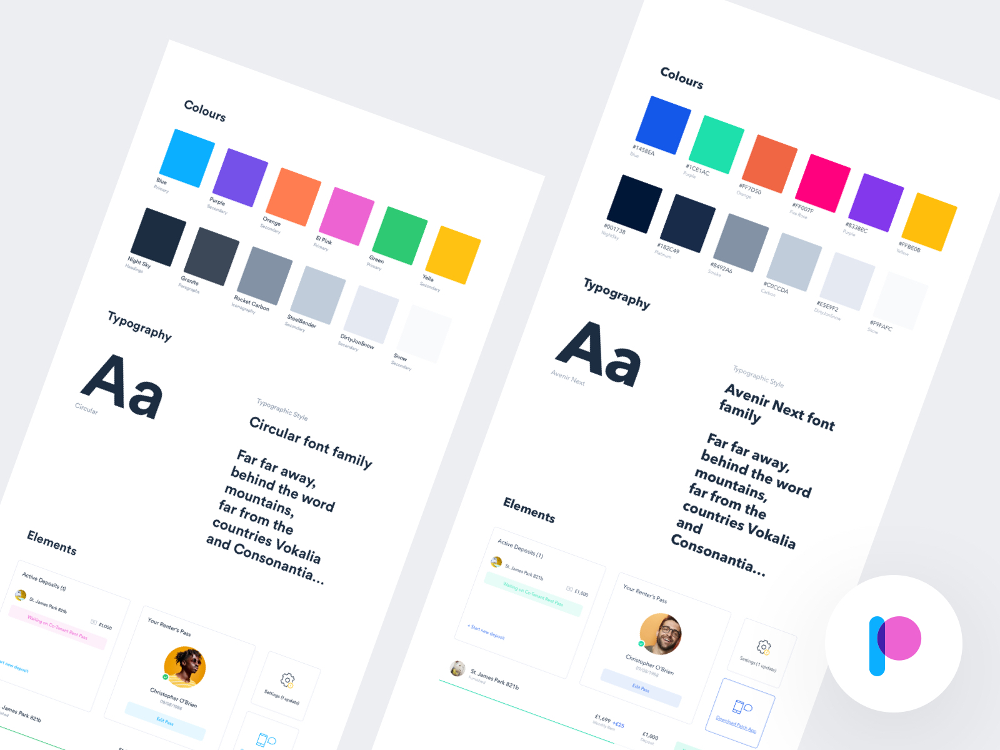 Colours
Blue
Primary
Purple
Secondary
Orange
Secondary
El Pink
Primary
Green
Primary
Yella
Secondary
Night Sky
Headings
Granite
Paragraphs
Rocket Carbon
Iconography
SteelBender
Secondary
DirtyJonSnow
Secondary
Snow
Secondary
Typography
Aa
Circular
Typographic Style
Circular font family
Far far away,
behind the word
mountains,
far from the
countries Vokalia
and Consonantia...
Elements
Active Deposits (1)
St. James Park 821b
£1,000
Waiting on Co-Tenant Rent Pass
new deposit
Your Renter's Pass
Christopher O'Brien
09/08/1988
Edit Pass
Settings (1 update)
James Park 821b
Colours
#1458EA
Blue
#1CE1AC
Purple
#FF7D50
Orange
#FF007F
Fire Rose
#8338EC
Purple
#FFBE0B
Yellow
#001738
NightSky
#182C49
Platinum
#8492A6
Smoke
#C0CCDA
Carbon
#E5E9F2
DirtyJonSnow
#F9FAFC
Snow
Typography
Aa
Avenir Next
Typographic Style
Avenir Next font
family
Far far away,
behind the word
mountains,
far from the
countries Vokalia
and
Consonantia...
Elements
Active Deposits (1)
St. James Park 821b
£1,000
Waiting on Co-Tenant Rent Pass
+ Start new deposit
Your Renter's Pass
Christopher O'Brien
09/08/1988
Edit Pass
Settings (1 update)
Download Patch App
St. James Park 821b
Furnished
£1,699 +£25
Monthly Rent
£1,000
Deposit